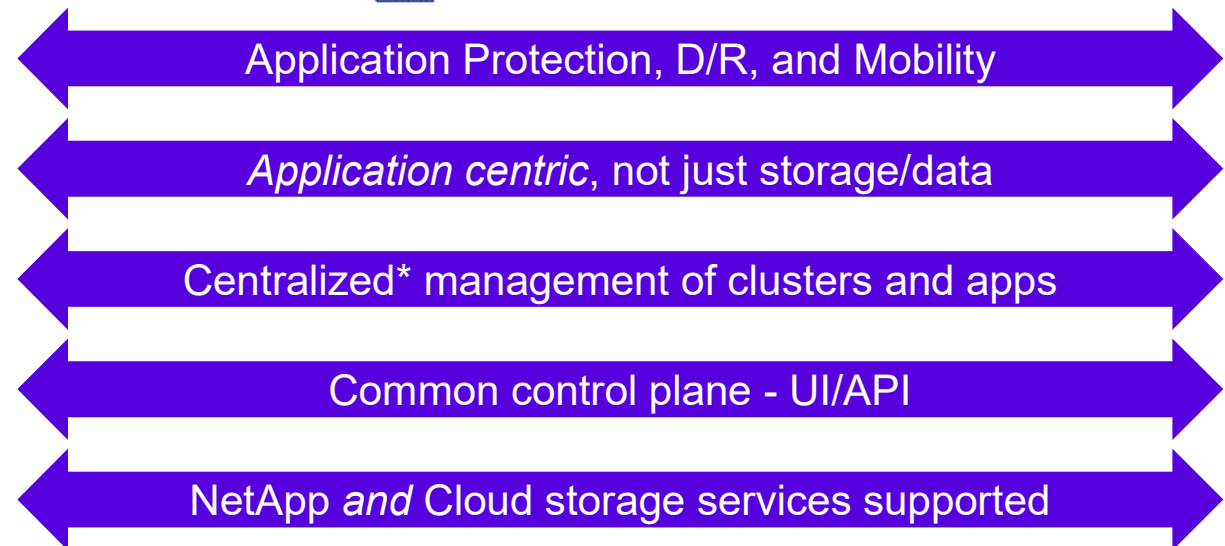 Application Protection, D/R, and Mobility
Application centric, not just storage/data
Centralized* management of clusters and apps
Common control plane - UI/API
NetApp and Cloud storage services supported